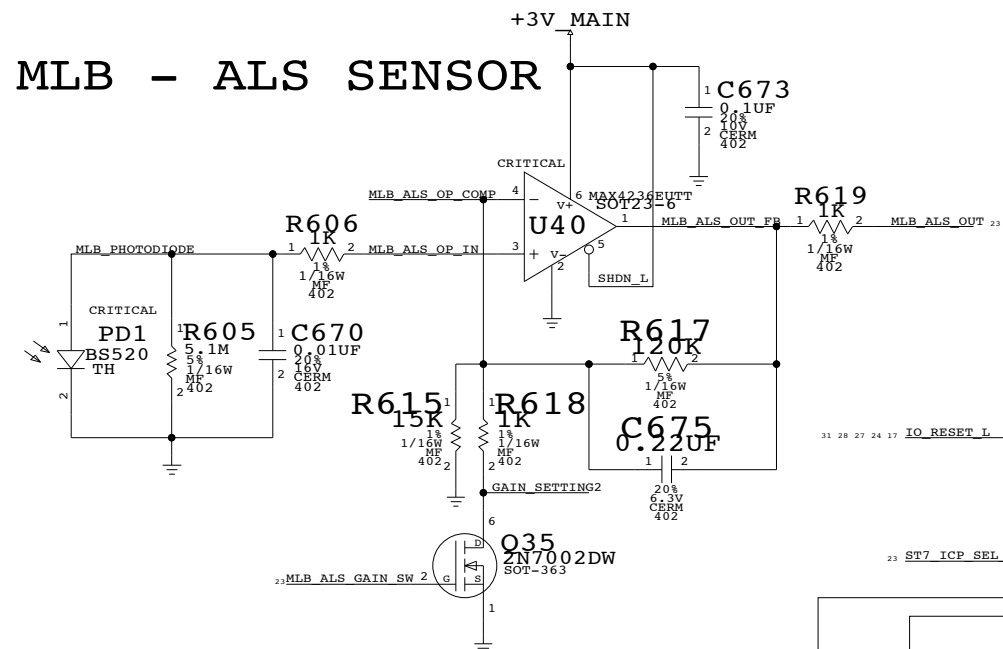 +3V_MAIN
MLB - ALS SENSOR
1 C673
0.1UF
20%
10V
2 CERM
402
CRITICAL
MLB_ALS_OP_COMP 4
6 MAX4236EUTT
SOT23-6
V+
U40
1 MLB_ALS_OUT_FB
R619
1K
1 2
1%
1/16W
MF
402
MLB_ALS_OUT 23
R606
1K
1 2
1%
1/16W
MF
402
MLB_PHOTODIODE
MLB_ALS_OP_IN 3
V-
2
5
SHDN_L
CRITICAL
1
PD1
BS520
TH
2
1 R605
5.1M
5%
1/16W
MF
2 402
1 C670
0.01UF
20%
16V
2 CERM
402
R617
120K
1 2
5%
1/16W
MF
402
R615 1
15K
1%
1/16W
MF
402 2
1 R618
1K
1%
1/16W
MF
2 402
C675
0.22UF
1 2
20%
6.3V
CERM
402
31 28 27 24 17 IO_RESET_L
GAIN_SETTING2
6
Q35
2N7002DW
SOT-363
D
G S
23 MLB_ALS_GAIN_SW 2
1
23 ST7_ICP_SEL_